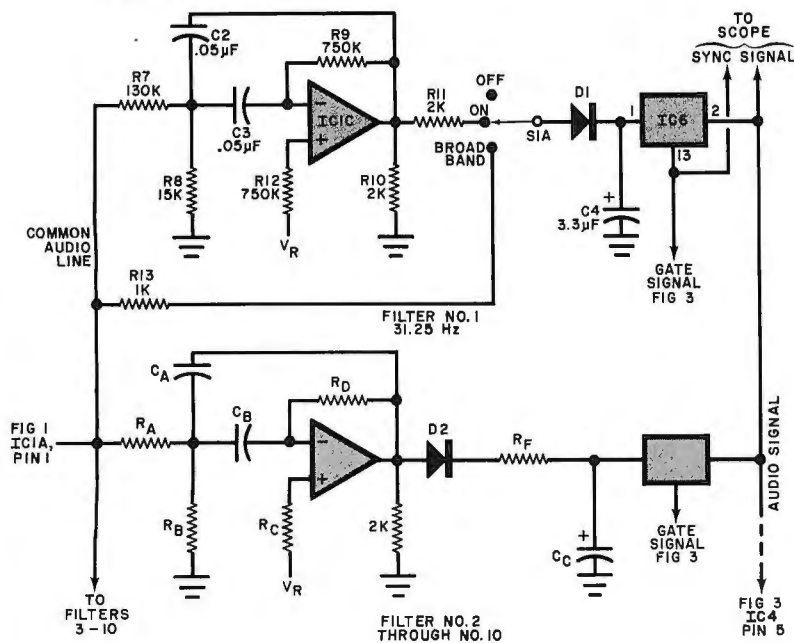 C2
.05µF
R9
750K
R7
130K
C3
.05µF
IC1C
R11
2K
OFF
ON
BROAD
BAND
S1A
D1
1
IC6
2
13
TO
SCOPE
SYNC SIGNAL
R8
15K
R12
750K
VR
R10
2K
C4
3.3µF
+
-
+
GATE
SIGNAL
FIG 3
COMMON
AUDIO
LINE
R13
1K
FILTER NO.1
31.25 Hz
CA
CB
RD
FIG 1
IC1A,
PIN 1
RA
-
+
D2
RF
RB
RC
VR
2K
+
CC
GATE
SIGNAL
FIG 3
AUDIO SIGNAL
TO
FILTERS
3-10
FILTER NO.2
THROUGH NO.10
FIG 3
IC4
PIN 5